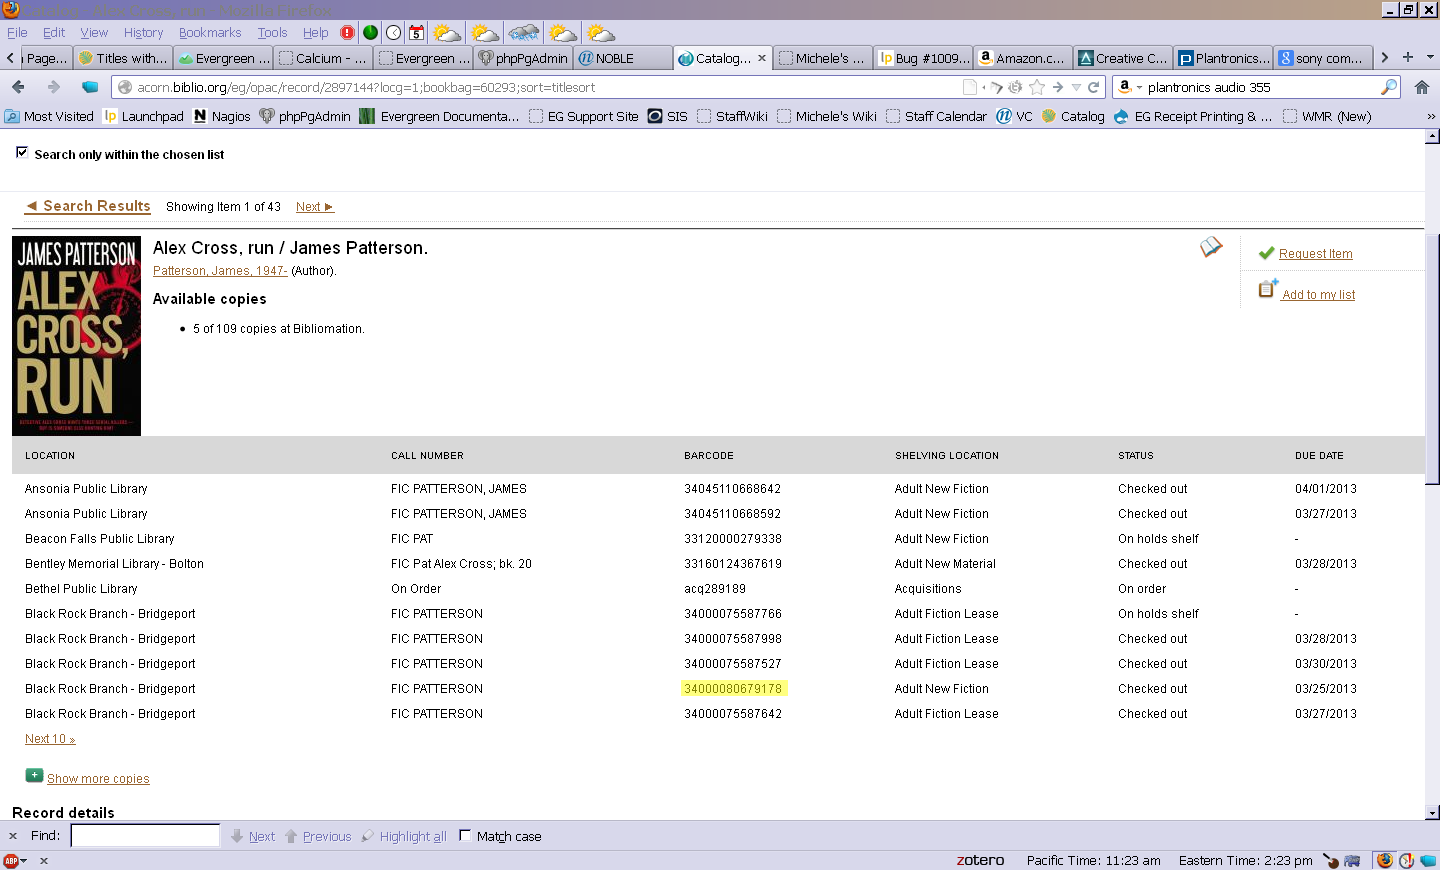 File Edit View History Bookmarks Tools Help 5
Page... Titles with... Evergreen ... Calcium - ... Evergreen ... phpPgAdmin NOBLE Catalog... Michele's ... Bug #1009... Amazon.c... Creative C... Plantronics... sony com...
acorn.biblio.org/eg/opac/record/2897144?locg=1;bookbag=60293;sort=titlesort plantronics audio 355
Most Visited Launchpad Nagios phpPgAdmin Evergreen Documenta... EG Support Site SIS StaffWiki Michele's Wiki Staff Calendar VC Catalog EG Receipt Printing & ... WMR (New) »
Search only within the chosen list
◄ Search Results Showing Item 1 of 43 Next ►
JAMES PATTERSON
ALEX
CROSS,
RUN
Alex Cross, run / James Patterson.
Patterson, James, 1947- (Author).
Available copies
• 5 of 109 copies at Bibliomation.
Request Item
Add to my list
LOCATION CALL NUMBER BARCODE SHELVING LOCATION STATUS DUE DATE
Ansonia Public Library FIC PATTERSON, JAMES 34045110668642 Adult New Fiction Checked out 04/01/2013
Ansonia Public Library FIC PATTERSON, JAMES 34045110668592 Adult New Fiction Checked out 03/27/2013
Beacon Falls Public Library FIC PAT 33120000279338 Adult New Fiction On holds shelf -
Bentley Memorial Library - Bolton FIC Pat Alex Cross; bk. 20 33160124367619 Adult New Material Checked out 03/28/2013
Bethel Public Library On Order acq289189 Acquisitions On order -
Black Rock Branch - Bridgeport FIC PATTERSON 34000075587766 Adult Fiction Lease On holds shelf -
Black Rock Branch - Bridgeport FIC PATTERSON 34000075587998 Adult Fiction Lease Checked out 03/28/2013
Black Rock Branch - Bridgeport FIC PATTERSON 34000075587527 Adult Fiction Lease Checked out 03/30/2013
Black Rock Branch - Bridgeport FIC PATTERSON 34000080679178 Adult New Fiction Checked out 03/25/2013
Black Rock Branch - Bridgeport FIC PATTERSON 34000075587642 Adult Fiction Lease Checked out 03/27/2013
Next 10 »
Show more copies
Record details
× Find: Next Previous Highlight all Match case
ABP × zotero Pacific Time: 11:23 am Eastern Time: 2:23 pm